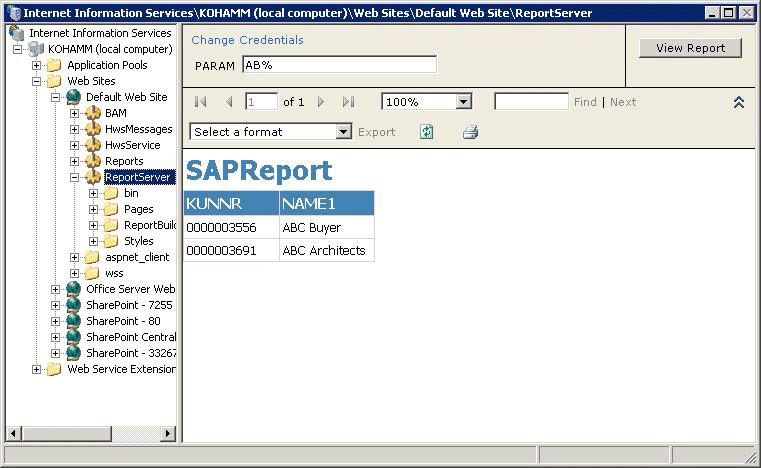 Internet Information Services\KOHAMM (local computer)\Web Sites\Default Web Site\ReportServer
Internet Information Services
KOHAMM (local computer)
Application Pools
Web Sites
Default Web Site
BAM
HwsMessages
HwsService
Reports
ReportServer
bin
Pages
ReportBuil
Styles
aspnet_client
wss
Office Server Web
SharePoint - 7255
SharePoint - 80
SharePoint Central
SharePoint - 33267
Web Service Extension
Change Credentials
PARAM AB%
View Report
1 of 1 100% Find | Next
Select a format Export
SAPReport
KUNNR NAME1
0000003556 ABC Buyer
0000003691 ABC Architects